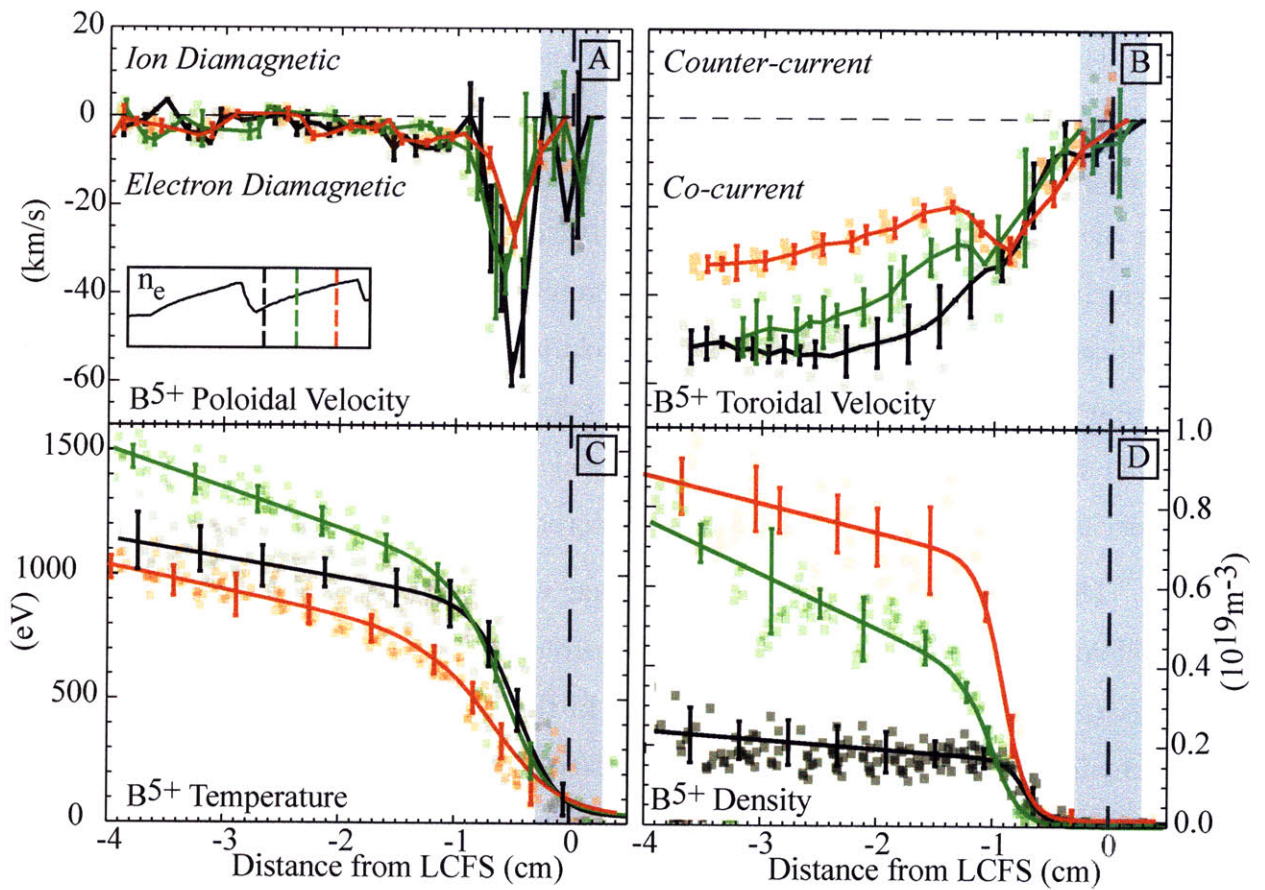 20
0
-20
-40
-60
(km/s)
Ion Diamagnetic
A
Electron Diamagnetic
ne
B5+ Poloidal Velocity
Counter-current
B
Co-current
B5+ Toroidal Velocity
1500
1000
500
0
(eV)
C
B5+ Temperature
-4 -3 -2 -1 0
Distance from LCFS (cm)
D
B5+ Density
1.0
0.8
0.6
0.4
0.2
0.0
(1019m-3)
-4 -3 -2 -1 0
Distance from LCFS (cm)